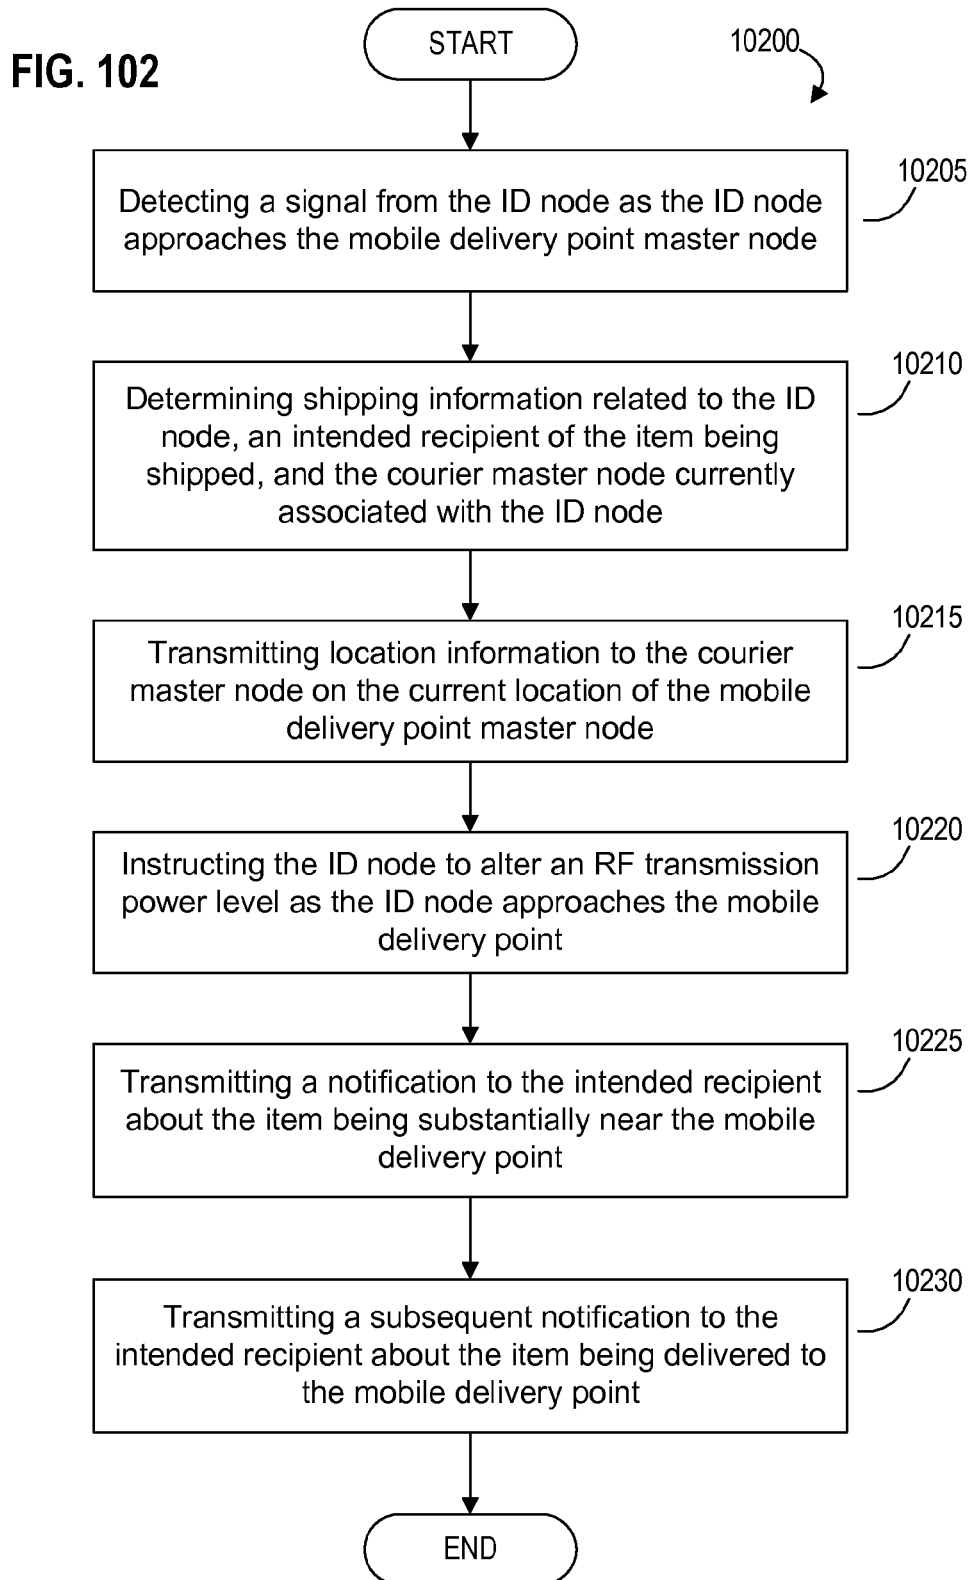 START
10200
FIG. 102
10205
Detecting a signal from the ID node as the ID node
approaches the mobile delivery point master node
10210
Determining shipping information related to the ID
node, an intended recipient of the item being
shipped, and the courier master node currently
associated with the ID node
10215
Transmitting location information to the courier
master node on the current location of the mobile
delivery point master node
10220
Instructing the ID node to alter an RF transmission
power level as the ID node approaches the mobile
delivery point
10225
Transmitting a notification to the intended recipient
about the item being substantially near the mobile
delivery point
10230
Transmitting a subsequent notification to the
intended recipient about the item being delivered to
the mobile delivery point
END